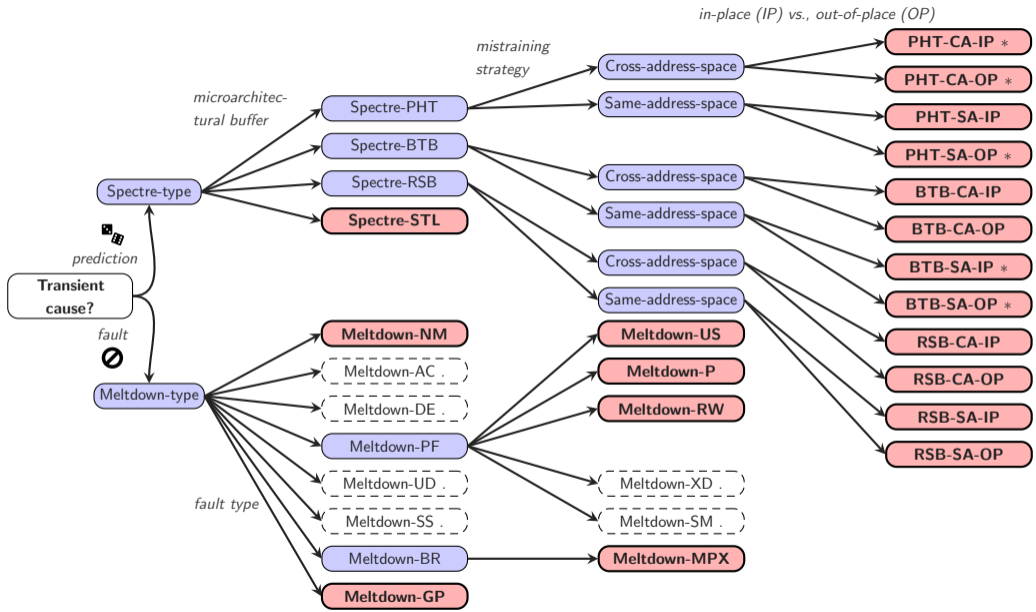 in-place (IP) vs., out-of-place (OP)
mistraining
strategy
microarchitec-
tural buffer
PHT-CA-IP *
PHT-CA-OP *
PHT-SA-IP
PHT-SA-OP *
BTB-CA-IP
BTB-CA-OP
BTB-SA-IP *
BTB-SA-OP *
RSB-CA-IP
RSB-CA-OP
RSB-SA-IP
RSB-SA-OP
Cross-address-space
Same-address-space
Cross-address-space
Same-address-space
Cross-address-space
Same-address-space
Spectre-PHT
Spectre-BTB
Spectre-RSB
Spectre-STL
Spectre-type
prediction
Transient
cause?
fault
Meltdown-type
fault type
Meltdown-NM
Meltdown-AC .
Meltdown-DE .
Meltdown-PF
Meltdown-UD .
Meltdown-SS .
Meltdown-BR
Meltdown-GP
Meltdown-US
Meltdown-P
Meltdown-RW
Meltdown-XD .
Meltdown-SM .
Meltdown-MPX